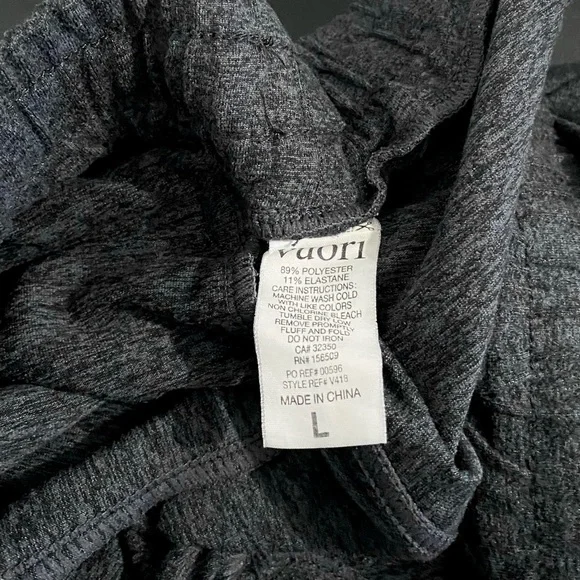 vuori
89% POLYESTER
11% ELASTANE
CARE INSTRUCTIONS:
MACHINE WASH COLD
WITH LIKE COLORS
NON CHLORINE BLEACH
TUMBLE DRY LOW
REMOVE PROMPTLY
FLUFF AND FOLD
DO NOT IRON
CA# 32350
RN# 156509
PO REF# 00596
STYLE REF# V419
MADE IN CHINA
L